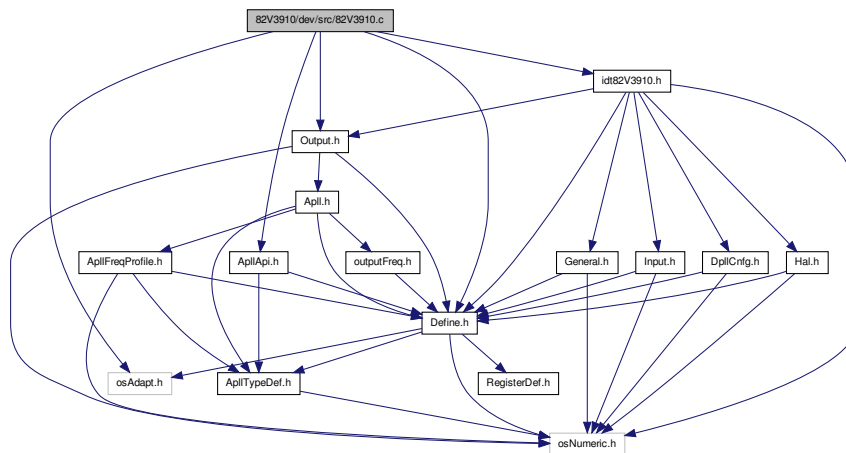 82V3910/dev/src/82V3910.c
idt82V3910.h
Output.h
Apll.h
ApllFreqProfile.h
ApllApi.h
outputFreq.h
General.h
Input.h
DpllCnfg.h
Hal.h
Define.h
osAdapt.h
ApllTypeDef.h
RegisterDef.h
osNumeric.h